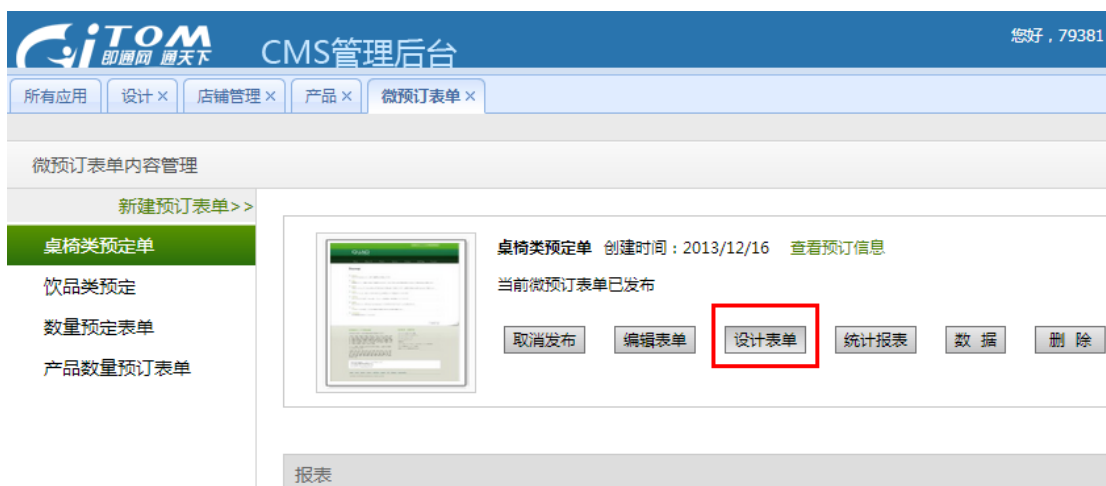 iTOM
即通网 通天下
CMS管理后台
您好，79381
所有应用 设计 × 店铺管理 × 产品 × 微预订表单 ×
微预订表单内容管理
新建预订表单>>
桌椅类预定单
饮品类预定
数量预定表单
产品数量预订表单
桌椅类预定单 创建时间：2013/12/16 查看预订信息
当前微预订表单已发布
取消发布 编辑表单 设计表单 统计报表 数 据 删 除
报表